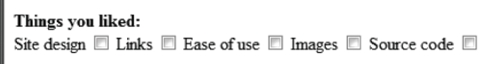 Things you liked:
Site design Links Ease of use Images Source code